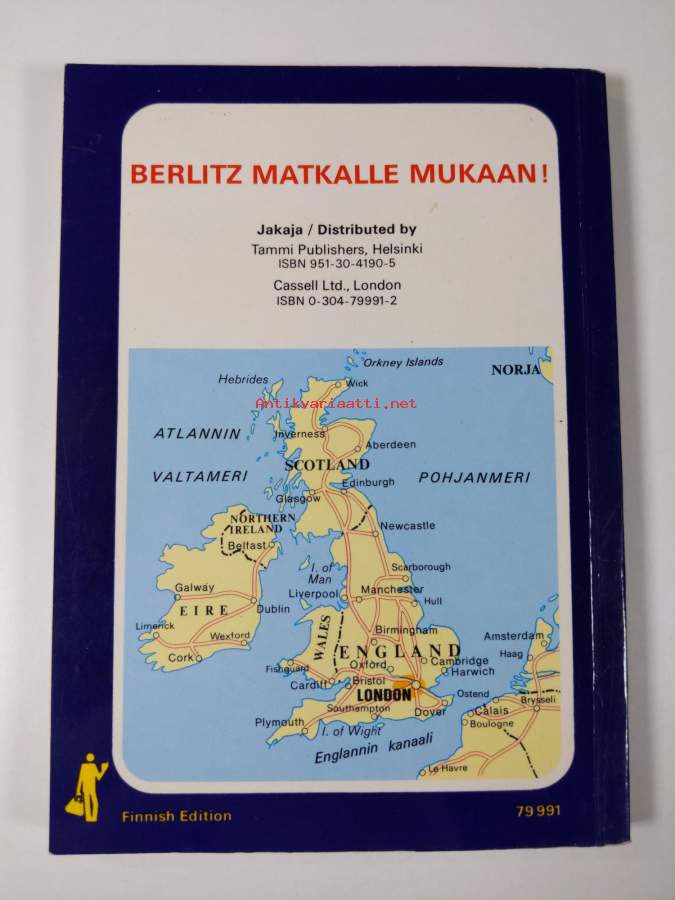 BERLITZ MATKALLE MUKAAN!
Jakaja / Distributed by
Tammi Publishers, Helsinki
ISBN 951-30-4190-5
Cassell Ltd., London
ISBN 0-304-79991-2
Orkney Islands
NORJA
Hebrides
Wick
Antikvariaatti.net
ATLANNIN
Inverness
Aberdeen
SCOTLAND
VALTAMERI
POHJANMERI
Edinburgh
Glasgow
NORTHERN
IRELAND
Newcastle
Belfast
I. of
Man
Scarborough
Galway
Liverpool
Manchester
Hull
EIRE
Dublin
Limerick
Wexford
WALES
Birmingham
Amsterdam
ENGLAND
Haag
Cork
Fishguard
Oxford
Cambridge
Harwich
Cardiff
Bristol
LONDON
Ostend
Brysseli
Southampton
Dover
Calais
Plymouth
I. of Wight
Boulogne
Englannin kanaali
Le Havre
Finnish Edition
79 991